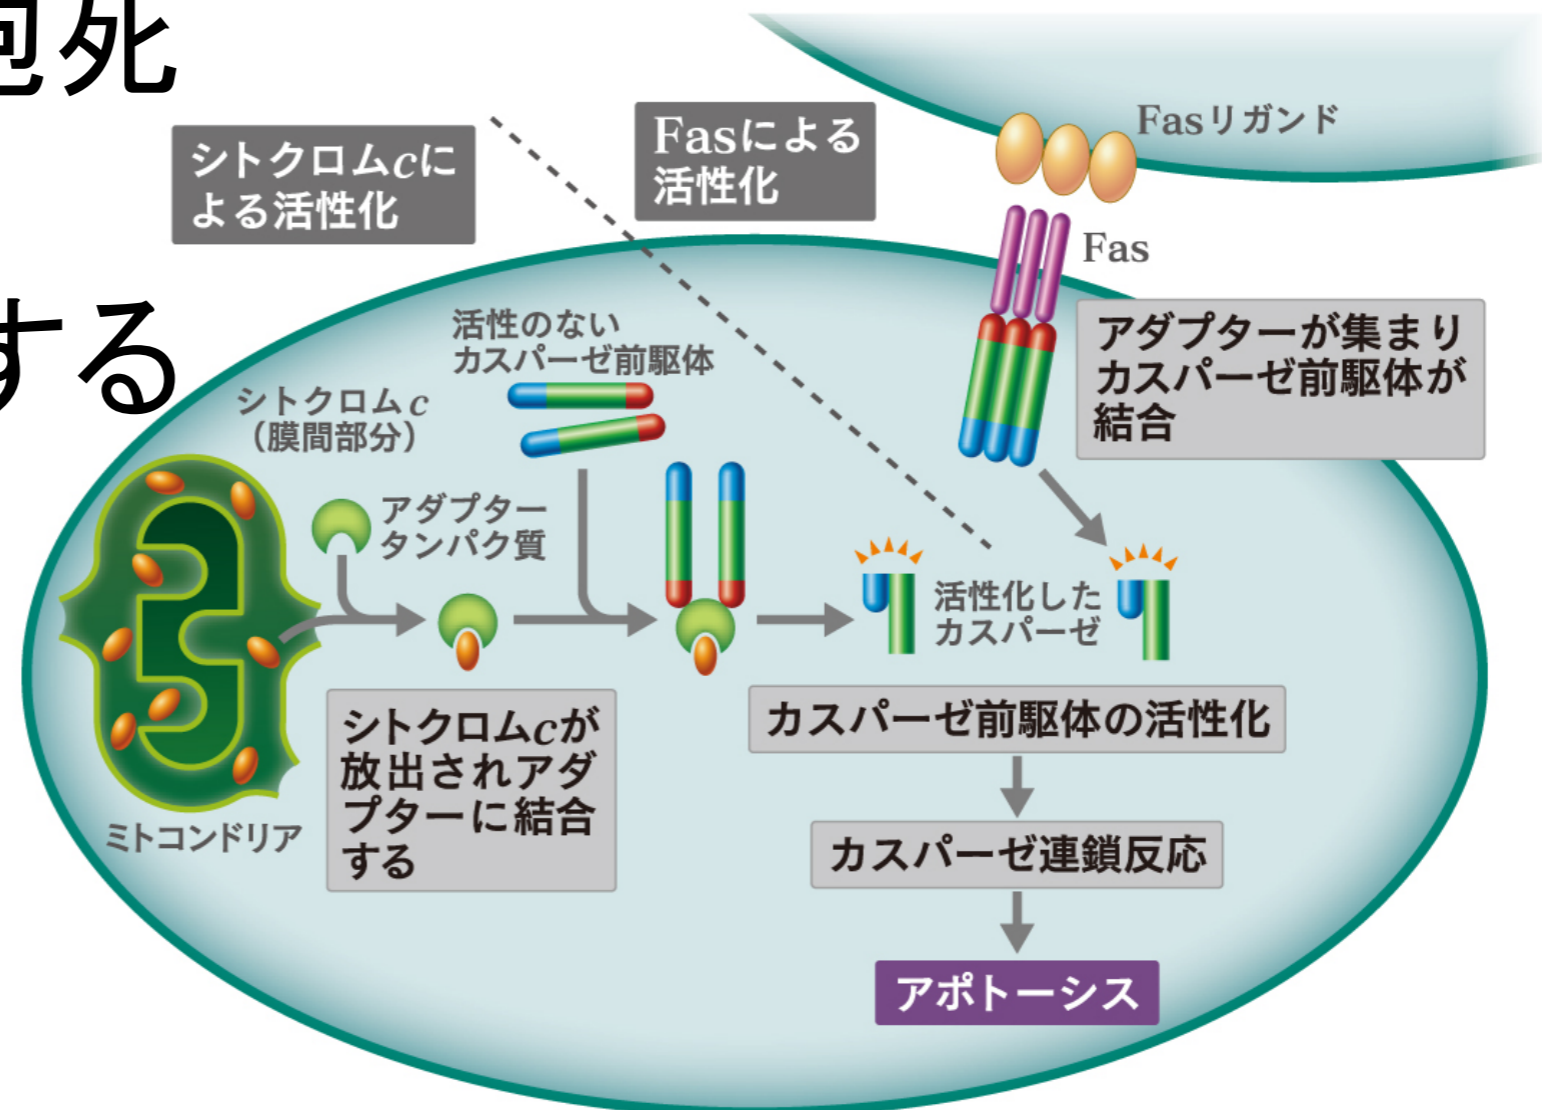 胞死
する
シトクロムcに
よる活性化
Fasによる
活性化
Fasリガンド
Fas
アダプターが集まり
カスパーゼ前駆体が
結合
活性のない
カスパーゼ前駆体
シトクロムc
（膜間部分）
アダプター
タンパク質
活性化した
カスパーゼ
ミトコンドリア
シトクロムcが
放出されアダ
プターに結合
する
カスパーゼ前駆体の活性化
カスパーゼ連鎖反応
アポトーシス